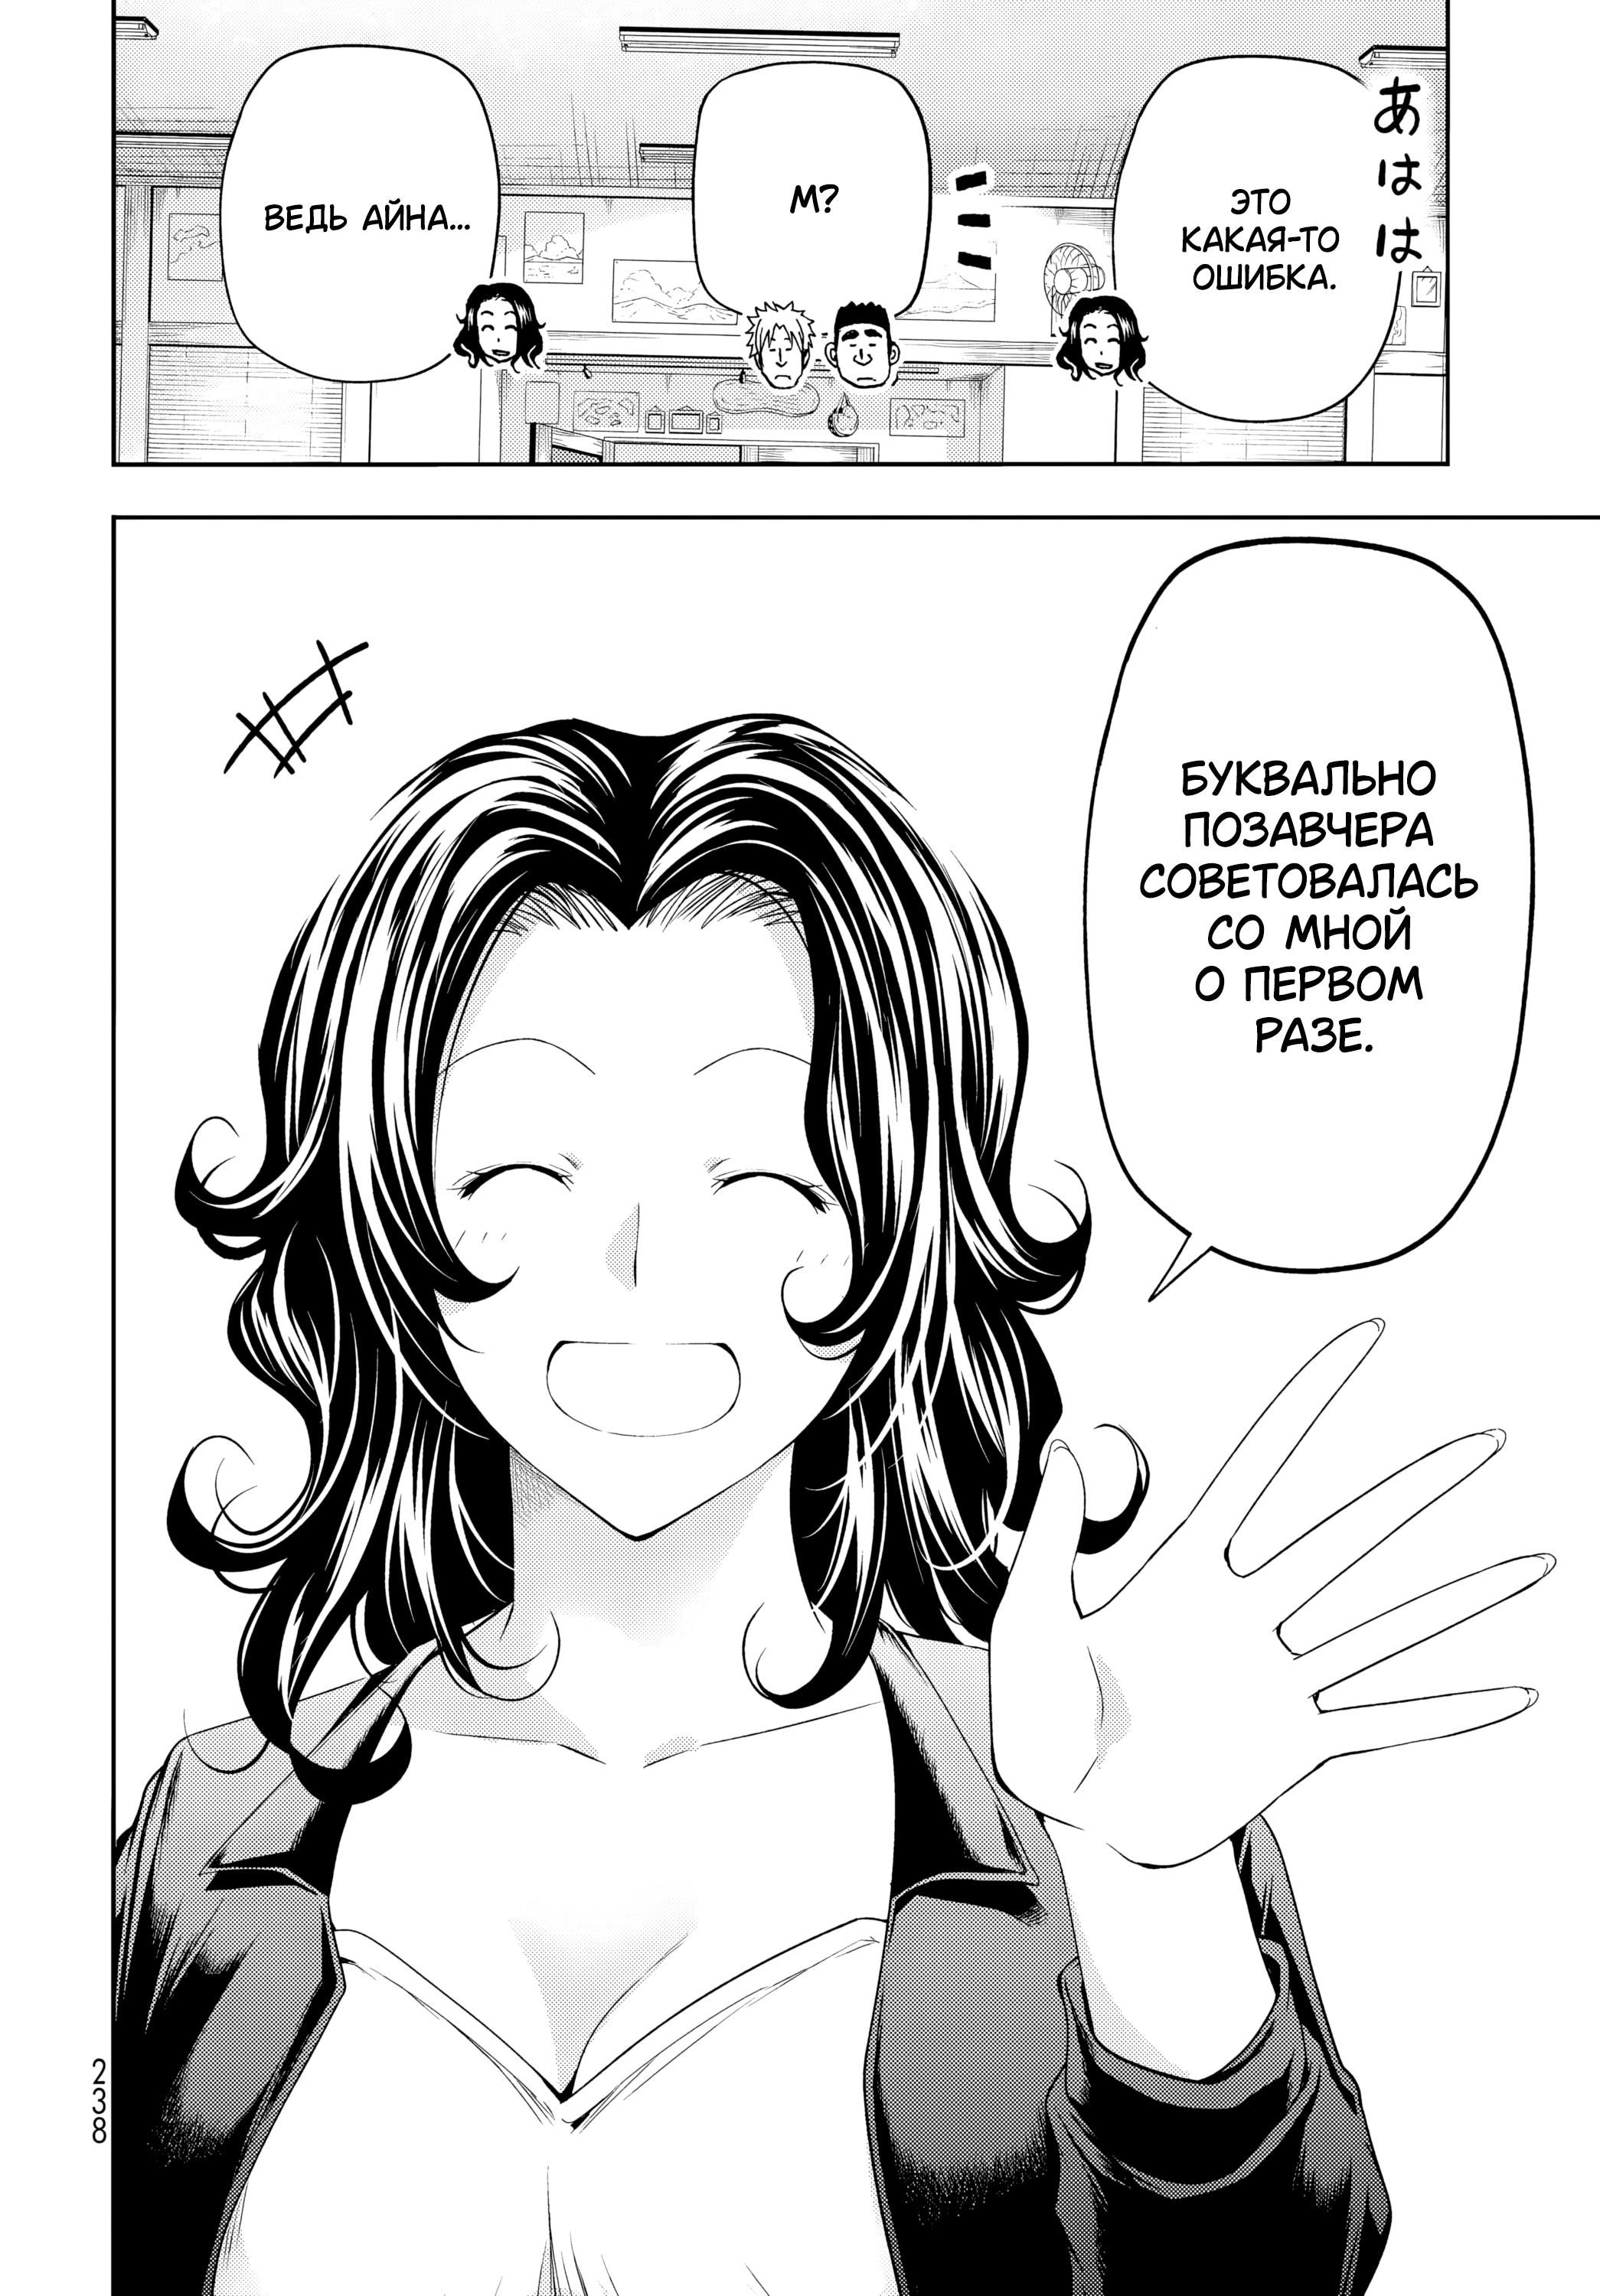 あはは
ЭТО
КАКАЯ-ТО
ОШИБКА.
М?
ВЕДЬ АЙНА...
БУКВАЛЬНО
ПОЗАВЧЕРА
СОВЕТОВАЛАСЬ
СО МНОЙ
О ПЕРВОМ
РАЗЕ.
238